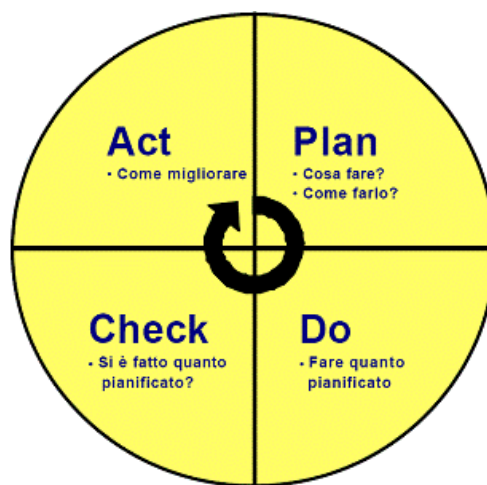 Act
• Come migliorare
Plan
• Cosa fare?
• Come farlo?
Check
• Si è fatto quanto
pianificato?
Do
• Fare quanto
pianificato